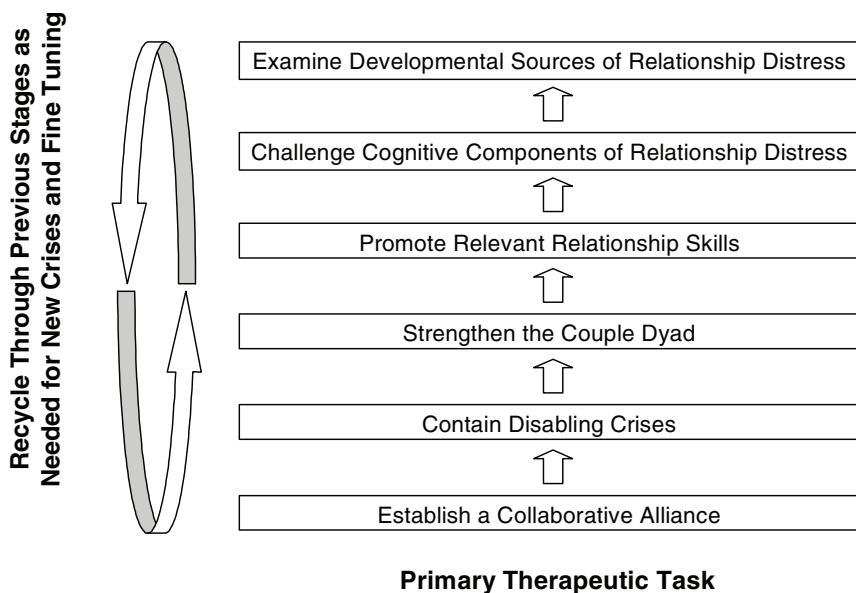 Recycle Through Previous Stages as
Needed for New Crises and Fine Tuning
Examine Developmental Sources of Relationship Distress
Challenge Cognitive Components of Relationship Distress
Promote Relevant Relationship Skills
Strengthen the Couple Dyad
Contain Disabling Crises
Establish a Collaborative Alliance
Primary Therapeutic Task